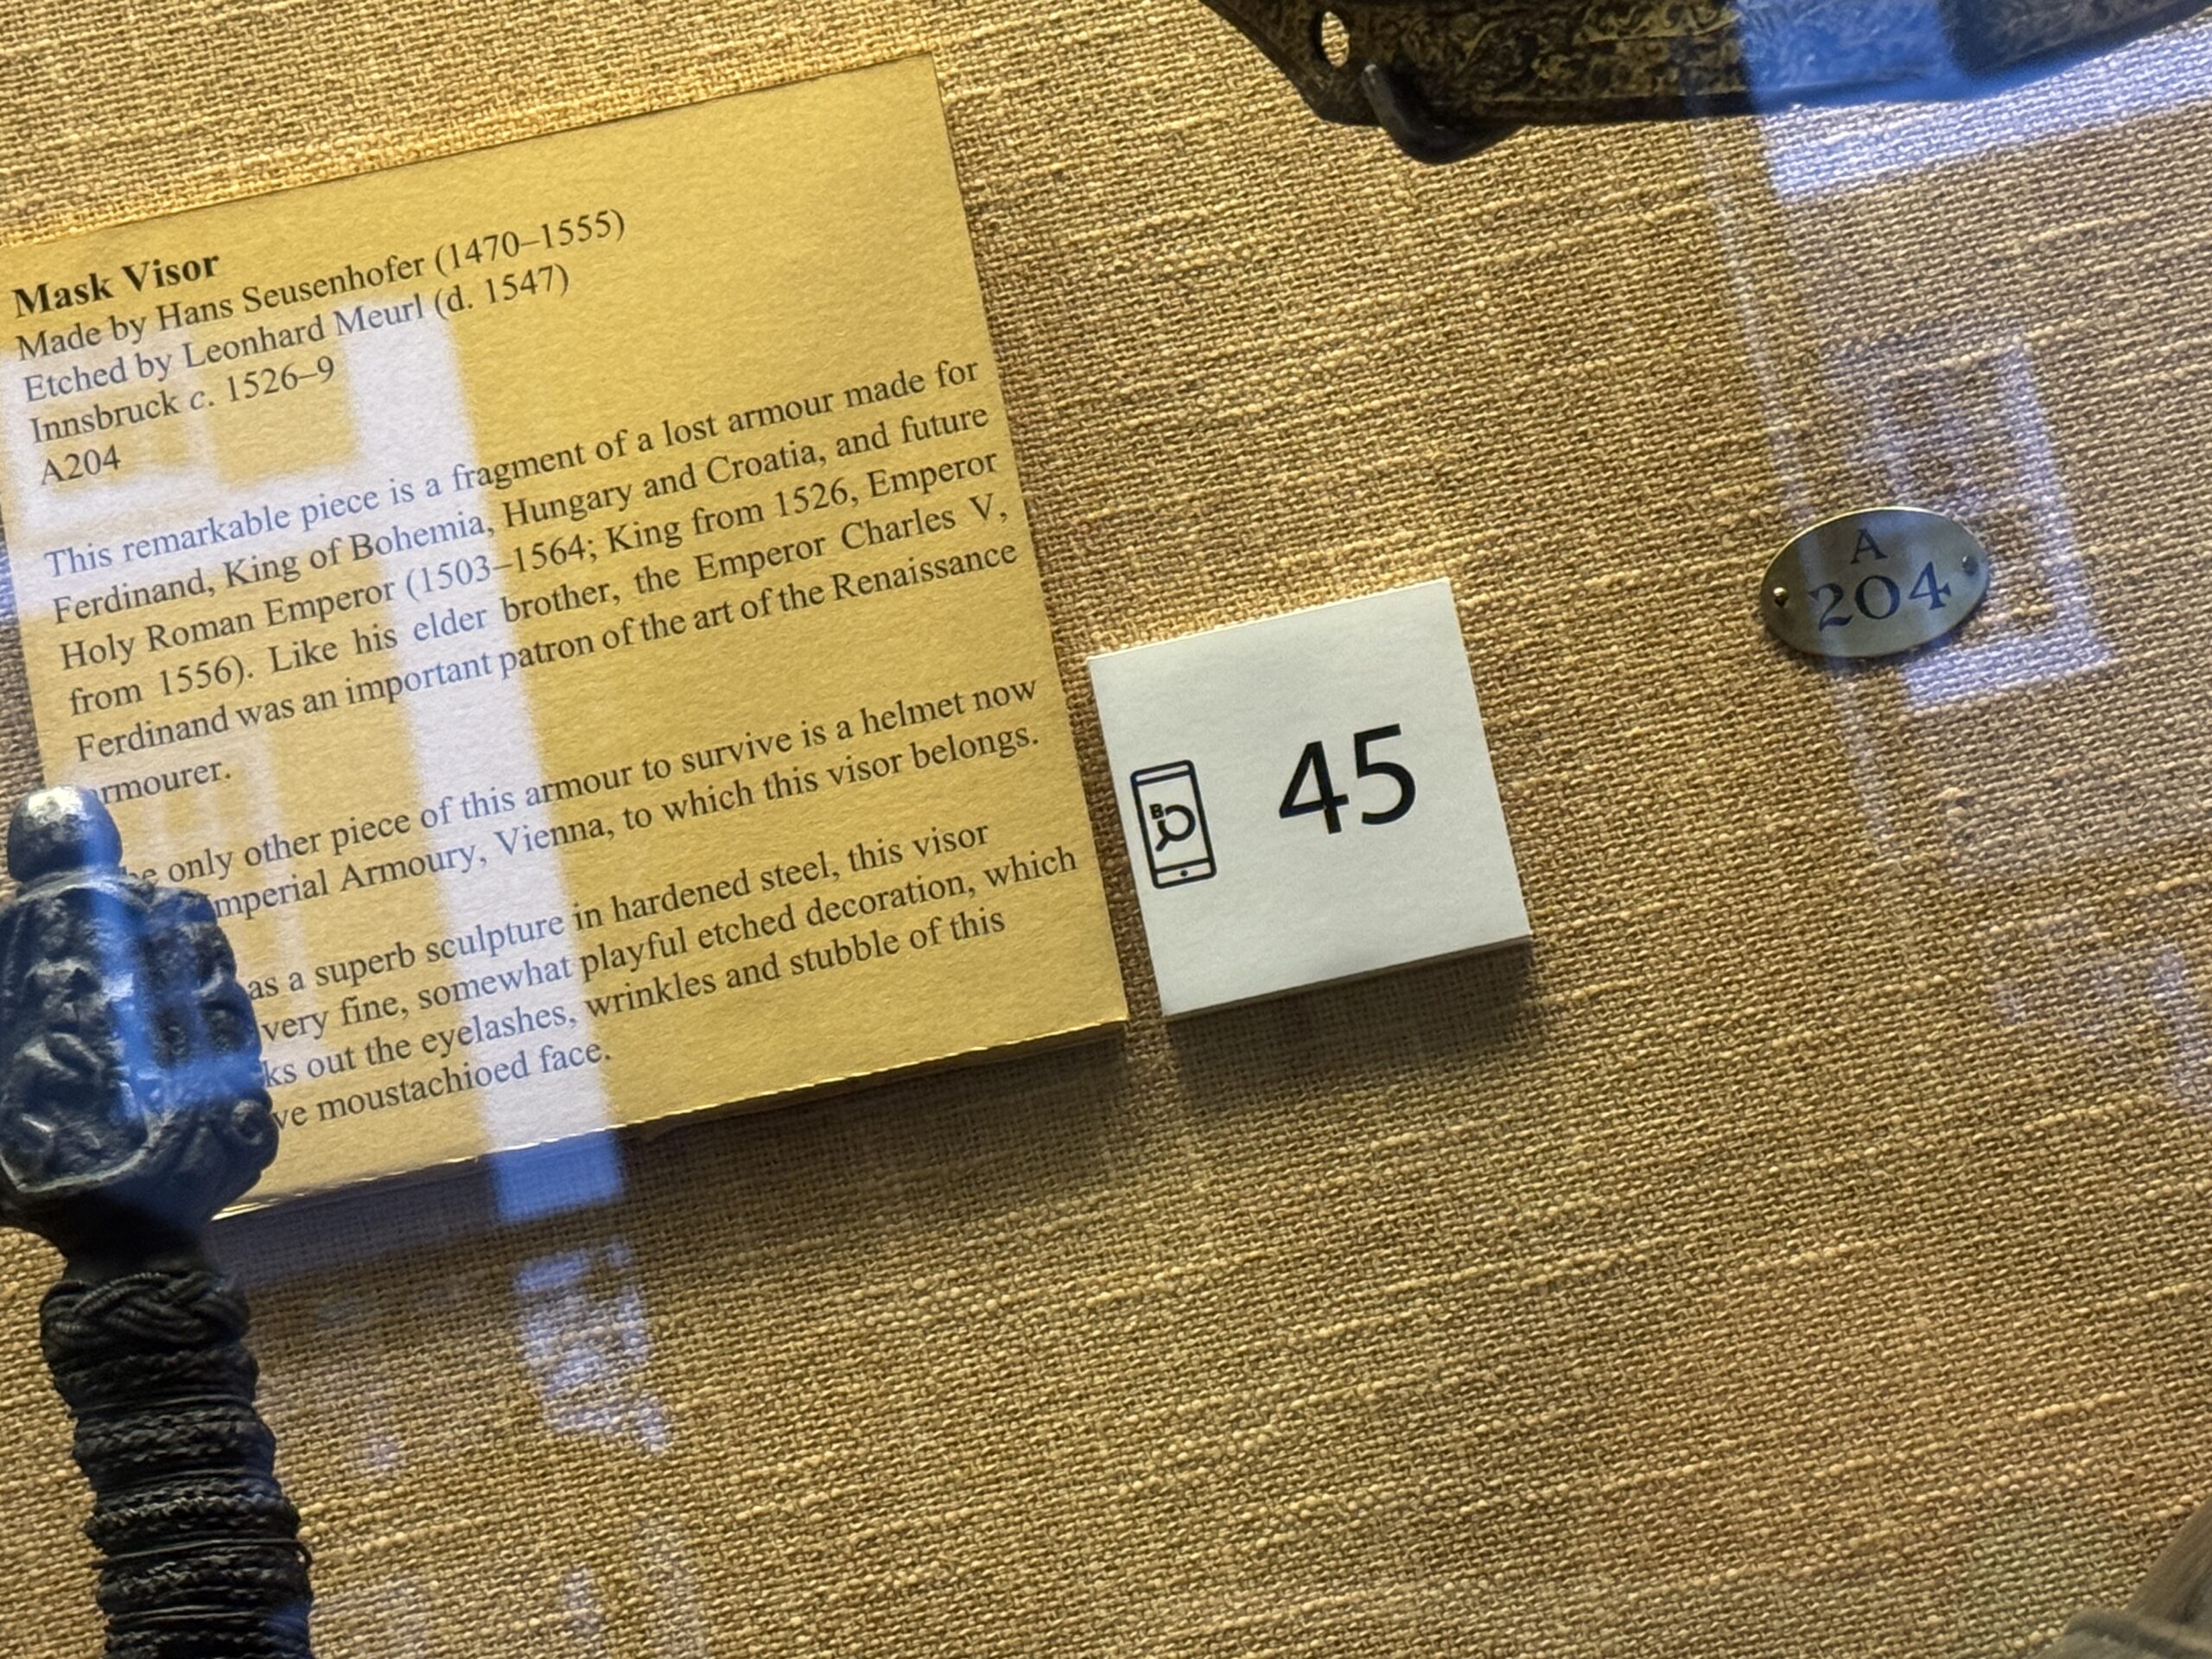 Mask Visor
Made by Hans Seusenhofer (1470–1555)
Etched by Leonhard Meurl (d. 1547)
Innsbruck c. 1526–9
A204
This remarkable piece is a fragment of a lost armour made for
Ferdinand, King of Bohemia, Hungary and Croatia, and future
Holy Roman Emperor (1503–1564; King from 1526, Emperor
from 1556). Like his elder brother, the Emperor Charles V,
Ferdinand was an important patron of the art of the Renaissance
armourer.
only other piece of this armour to survive is a helmet now
Imperial Armoury, Vienna, to which this visor belongs.
as a superb sculpture in hardened steel, this visor
very fine, somewhat playful etched decoration, which
out the eyelashes, wrinkles and stubble of this
moustachioed face.
B
45
A
204